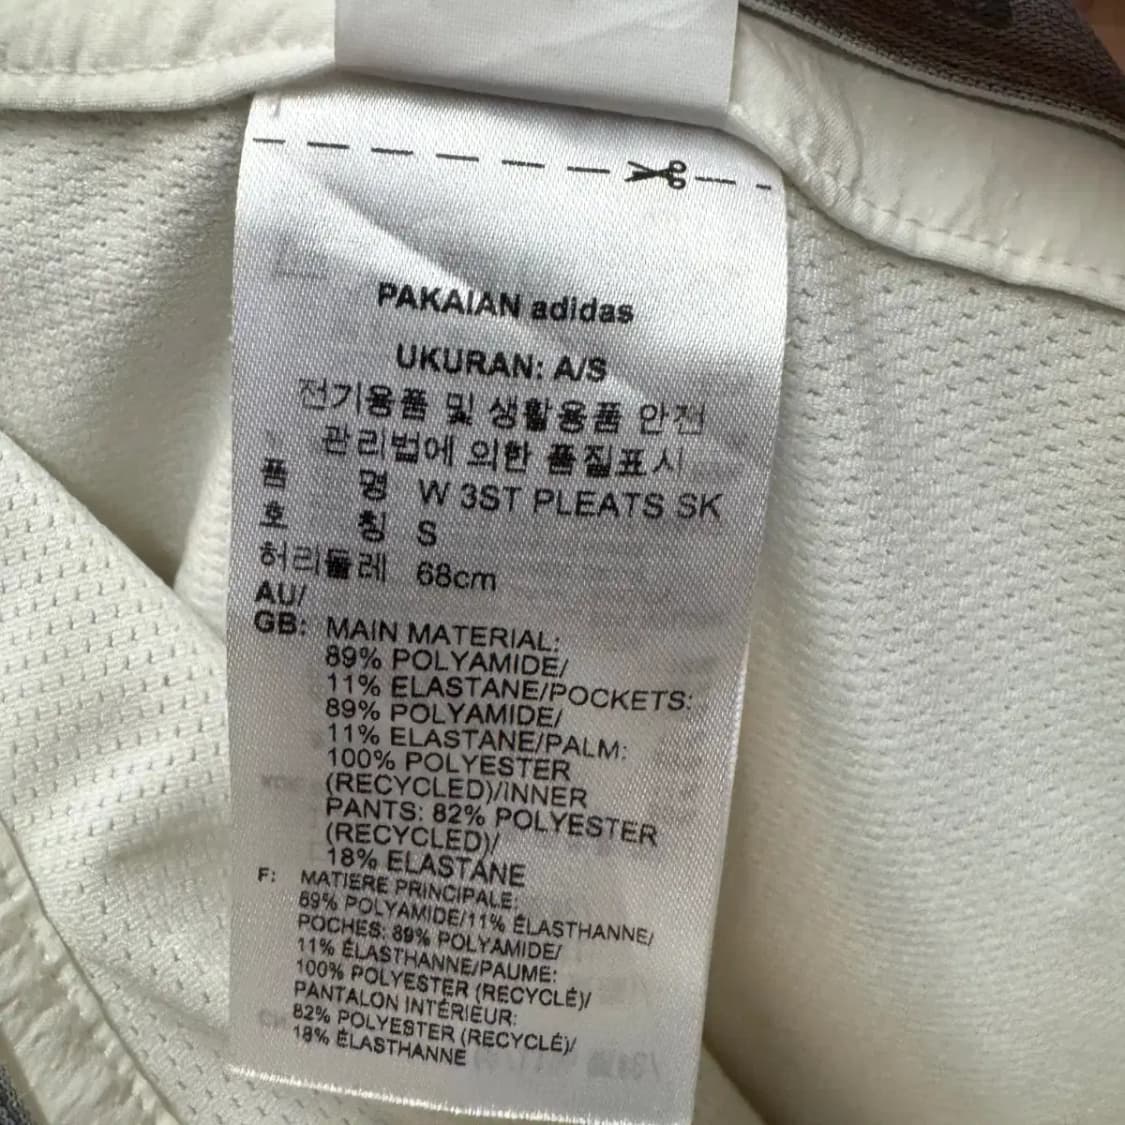 PAKAIAN adidas
UKURAN: A/S
전기용품 및 생활용품 안전
관리법에 의한 품질표시
품 명 W 3ST PLEATS SK
호 칭 S
허리둘레 68cm
AU/
GB: MAIN MATERIAL:
89% POLYAMIDE/
11% ELASTANE/POCKETS:
89% POLYAMIDE/
11% ELASTANE/PALM:
100% POLYESTER
(RECYCLED)/INNER
PANTS: 82% POLYESTER
(RECYCLED)/
18% ELASTANE
F: MATIERE PRINCIPALE:
89% POLYAMIDE/11% ÉLASTHANNE/
POCHES: 89% POLYAMIDE/
11% ÉLASTHANNE/PAUME:
100% POLYESTER (RECYCLÉ)/
PANTALON INTÉRIEUR:
82% POLYESTER (RECYCLÉ)/
18% ÉLASTHANNE